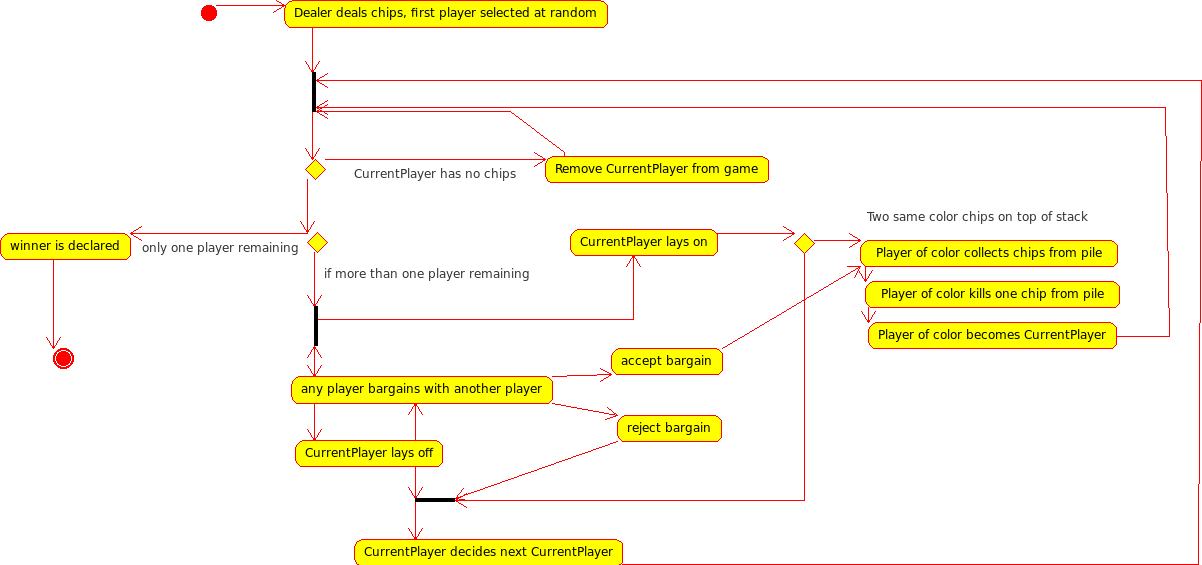 Dealer deals chips, first player selected at random
CurrentPlayer has no chips
Remove CurrentPlayer from game
Two same color chips on top of stack
winner is declared
only one player remaining
CurrentPlayer lays on
Player of color collects chips from pile
if more than one player remaining
Player of color kills one chip from pile
Player of color becomes CurrentPlayer
accept bargain
any player bargains with another player
reject bargain
CurrentPlayer lays off
CurrentPlayer decides next CurrentPlayer